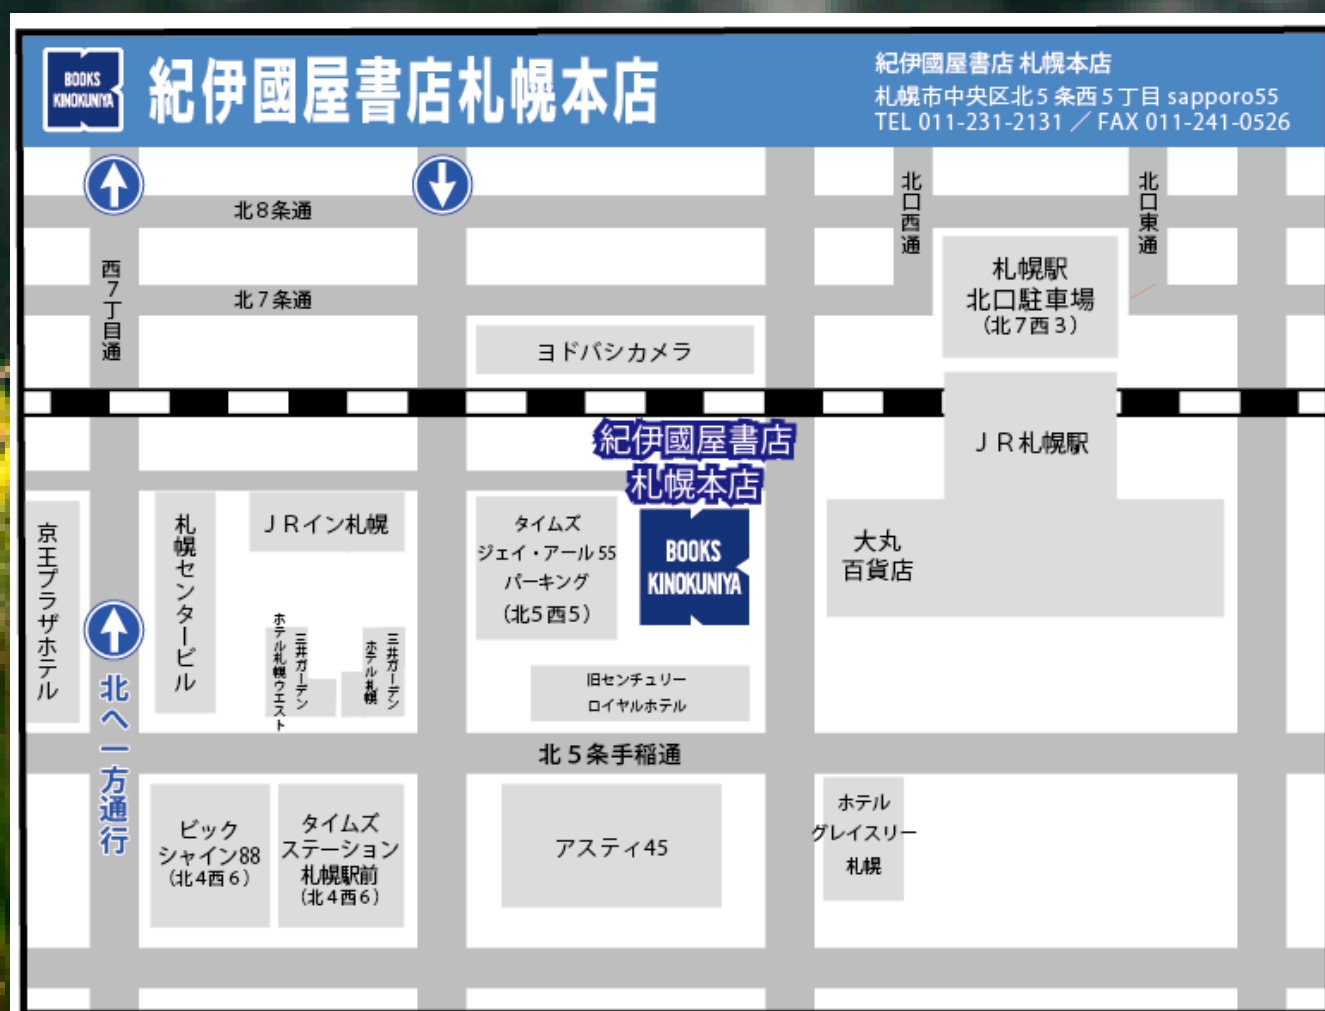 BOOKS
KINOKUNIYA
紀伊國屋書店札幌本店
紀伊國屋書店 札幌本店
札幌市中央区北5条西5丁目 sapporo55
TEL 011-231-2131 ／ FAX 011-241-0526
北8条通
北口西通
北口東通
西7丁目通
北7条通
札幌駅
北口駐車場
(北7西3)
ヨドバシカメラ
紀伊國屋書店
札幌本店
JR札幌駅
京王プラザホテル
札幌センタービル
JRイン札幌
タイムズ
ジェイ・アール55
パーキング
(北5西5)
BOOKS
KINOKUNIYA
大丸
百貨店
三井ガーデン
ホテル札幌ウエスト
三井ガーデン
ホテル札幌
旧センチュリー
ロイヤルホテル
北へ一方通行
北5条手稲通
ビック
シャイン88
(北4西6)
タイムズ
ステーション
札幌駅前
(北4西6)
アスティ45
ホテル
グレイスリー
札幌